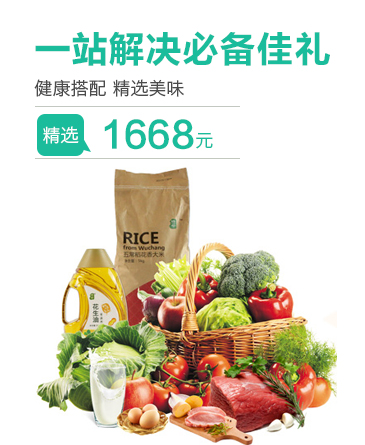 一站解决必备佳礼
健康搭配 精选美味
精选 1668元
RICE
from Wuchang
五常稻花香大米
花生油